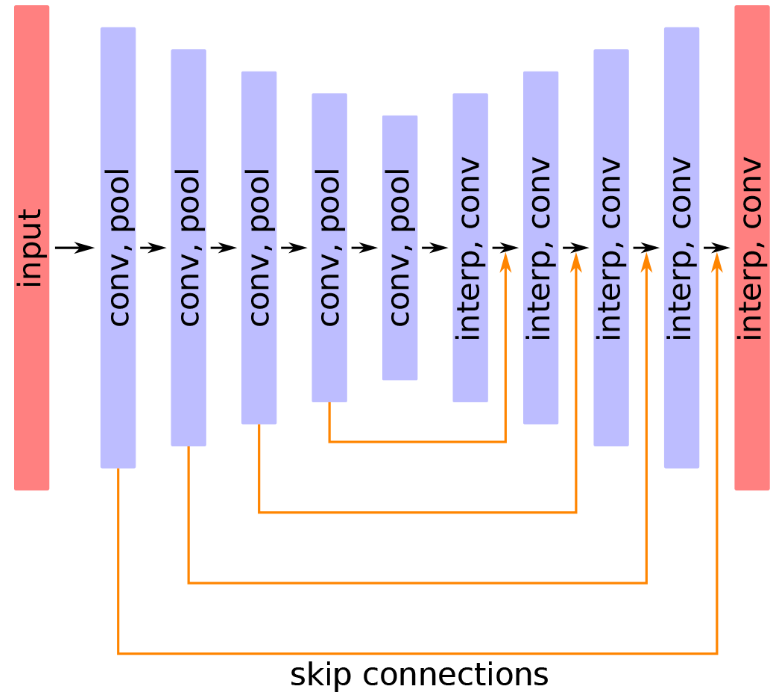 input
conv, pool
conv, pool
conv, pool
conv, pool
conv, pool
interp, conv
interp, conv
interp, conv
interp, conv
interp, conv
skip connections